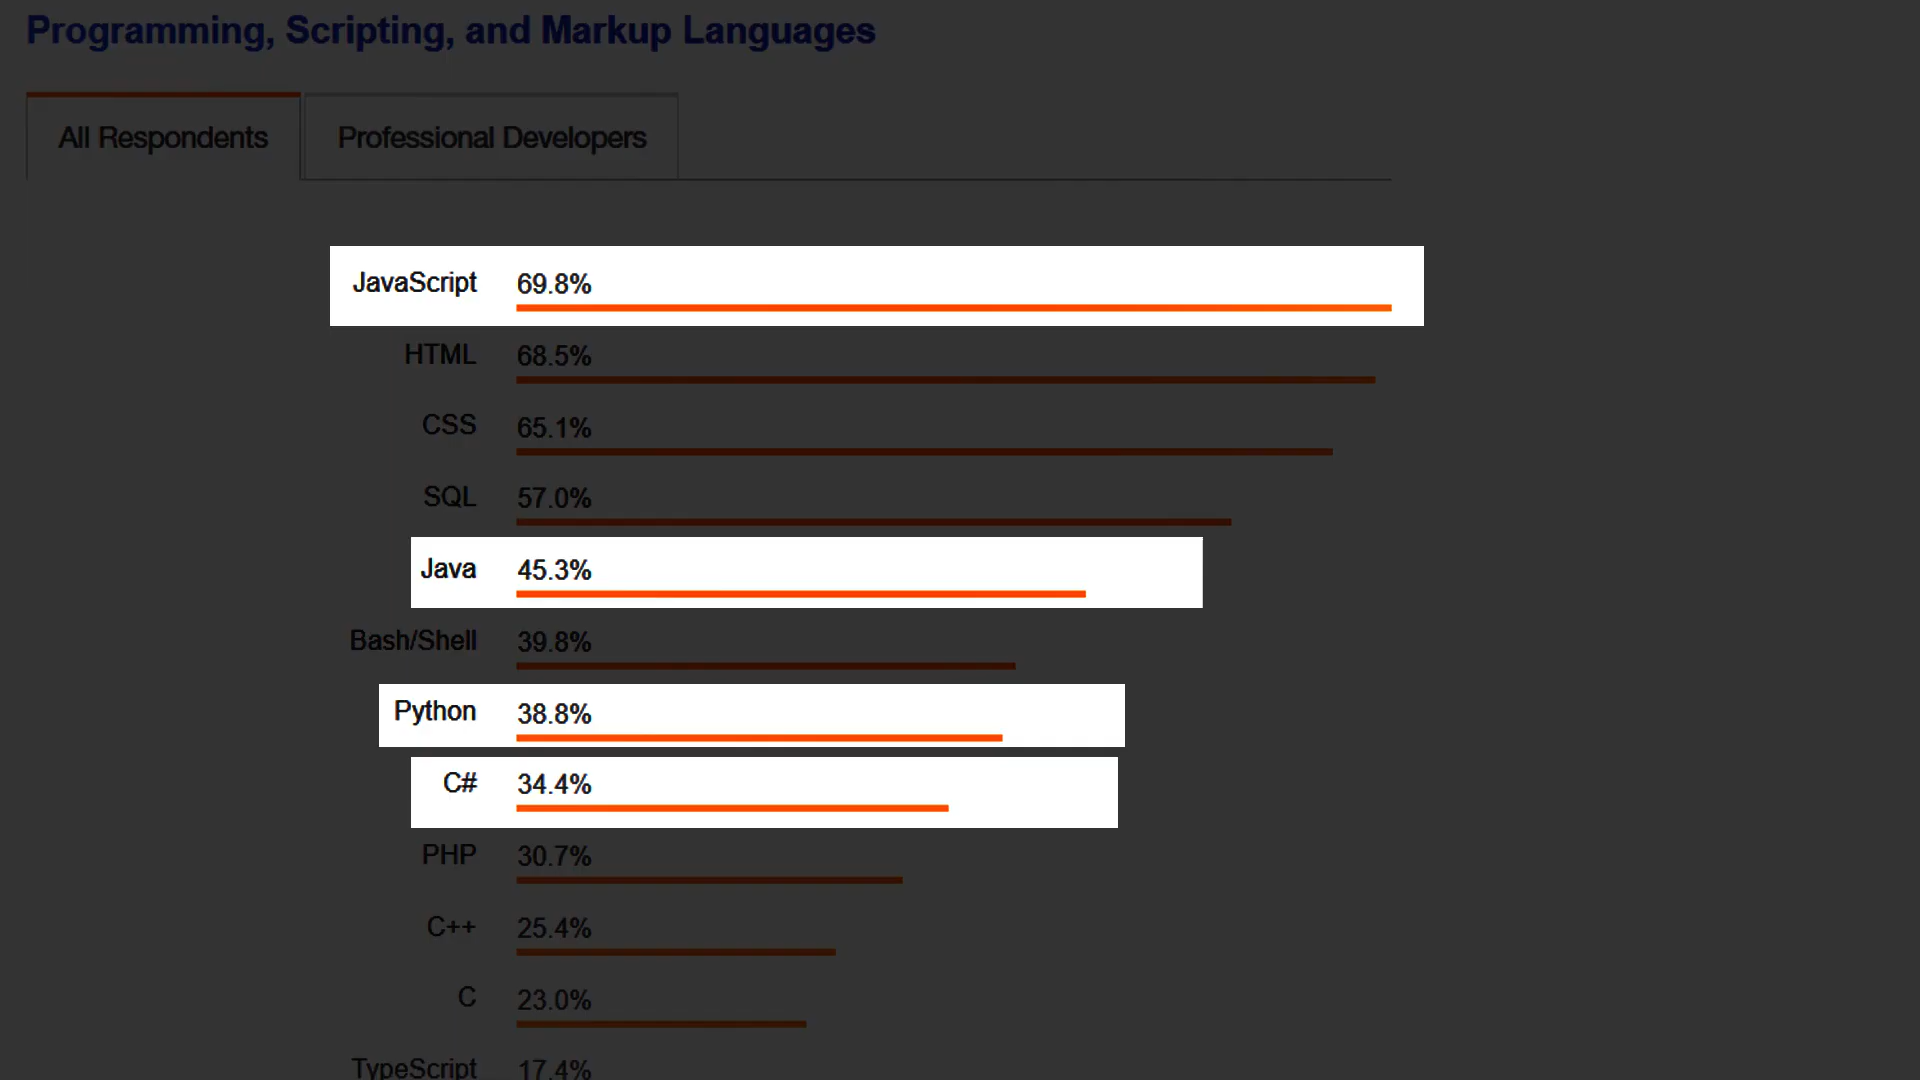 Programming, Scripting, and Markup Languages
All Respondents
Professional Developers
JavaScript 69.8%
HTML 68.5%
CSS 65.1%
SQL 57.0%
Java 45.3%
Bash/Shell 39.8%
Python 38.8%
C# 34.4%
PHP 30.7%
C++ 25.4%
C 23.0%
TypeScript 17.4%